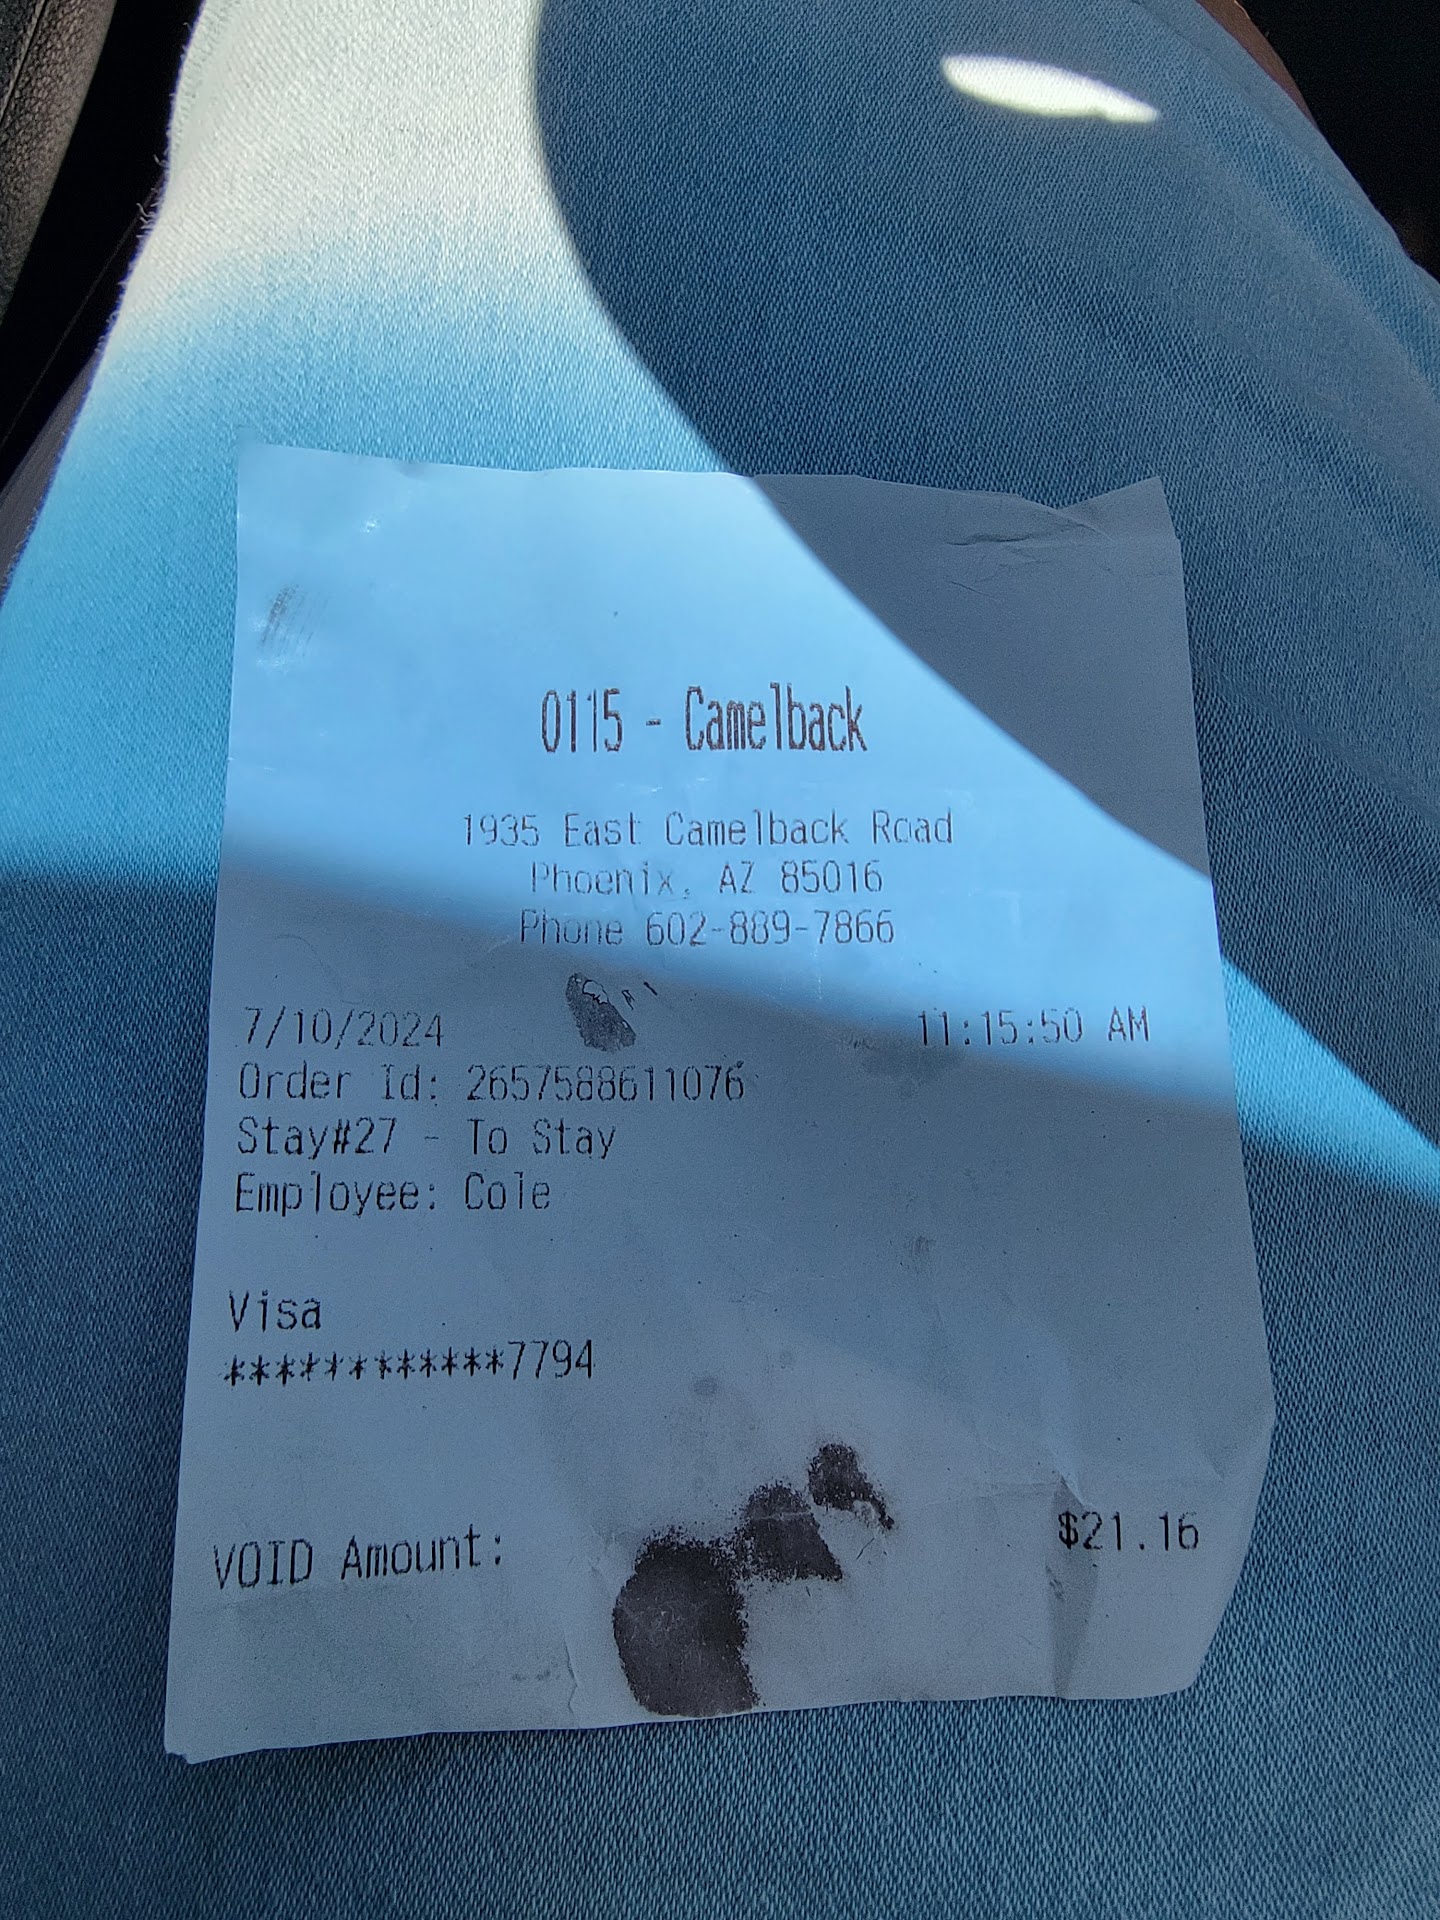 0115 - Camelback
1935 East Camelback Road
Phoenix, AZ 85016
Phone 602-889-7866
7/10/2024 11:15:50 AM
Order Id: 2657588611076
Stay#27 - To Stay
Employee: Cole
Visa
************7794
VOID Amount: $21.16